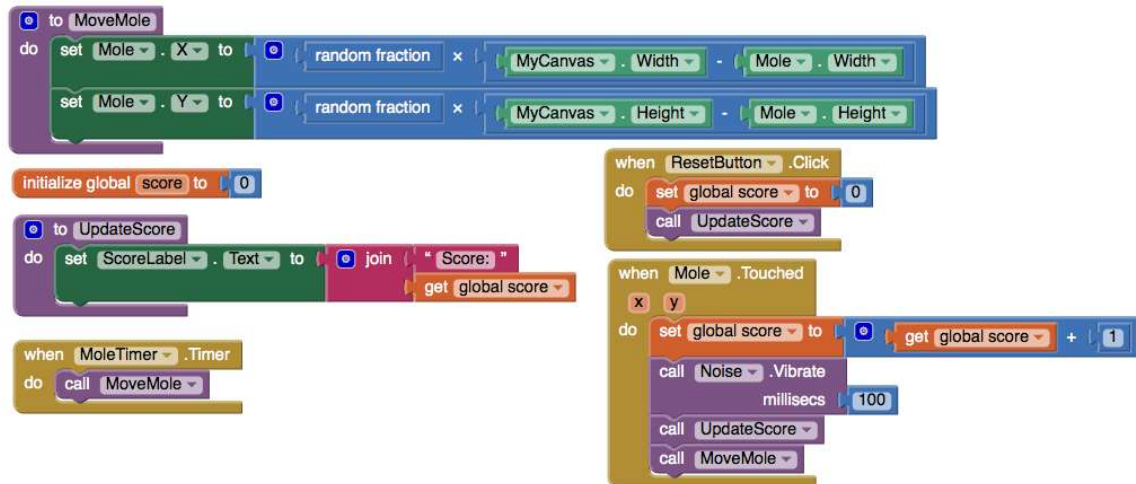 to MoveMole
do set Mole . X to random fraction × MyCanvas . Width - Mole . Width
set Mole . Y to random fraction × MyCanvas . Height - Mole . Height
initialize global score to 0
to UpdateScore
do set ScoreLabel . Text to join " Score: "
get global score
when MoleTimer .Timer
do call MoveMole
when ResetButton .Click
do set global score to 0
call UpdateScore
when Mole .Touched
x y
do set global score to get global score + 1
call Noise .Vibrate
millisecs 100
call UpdateScore
call MoveMole